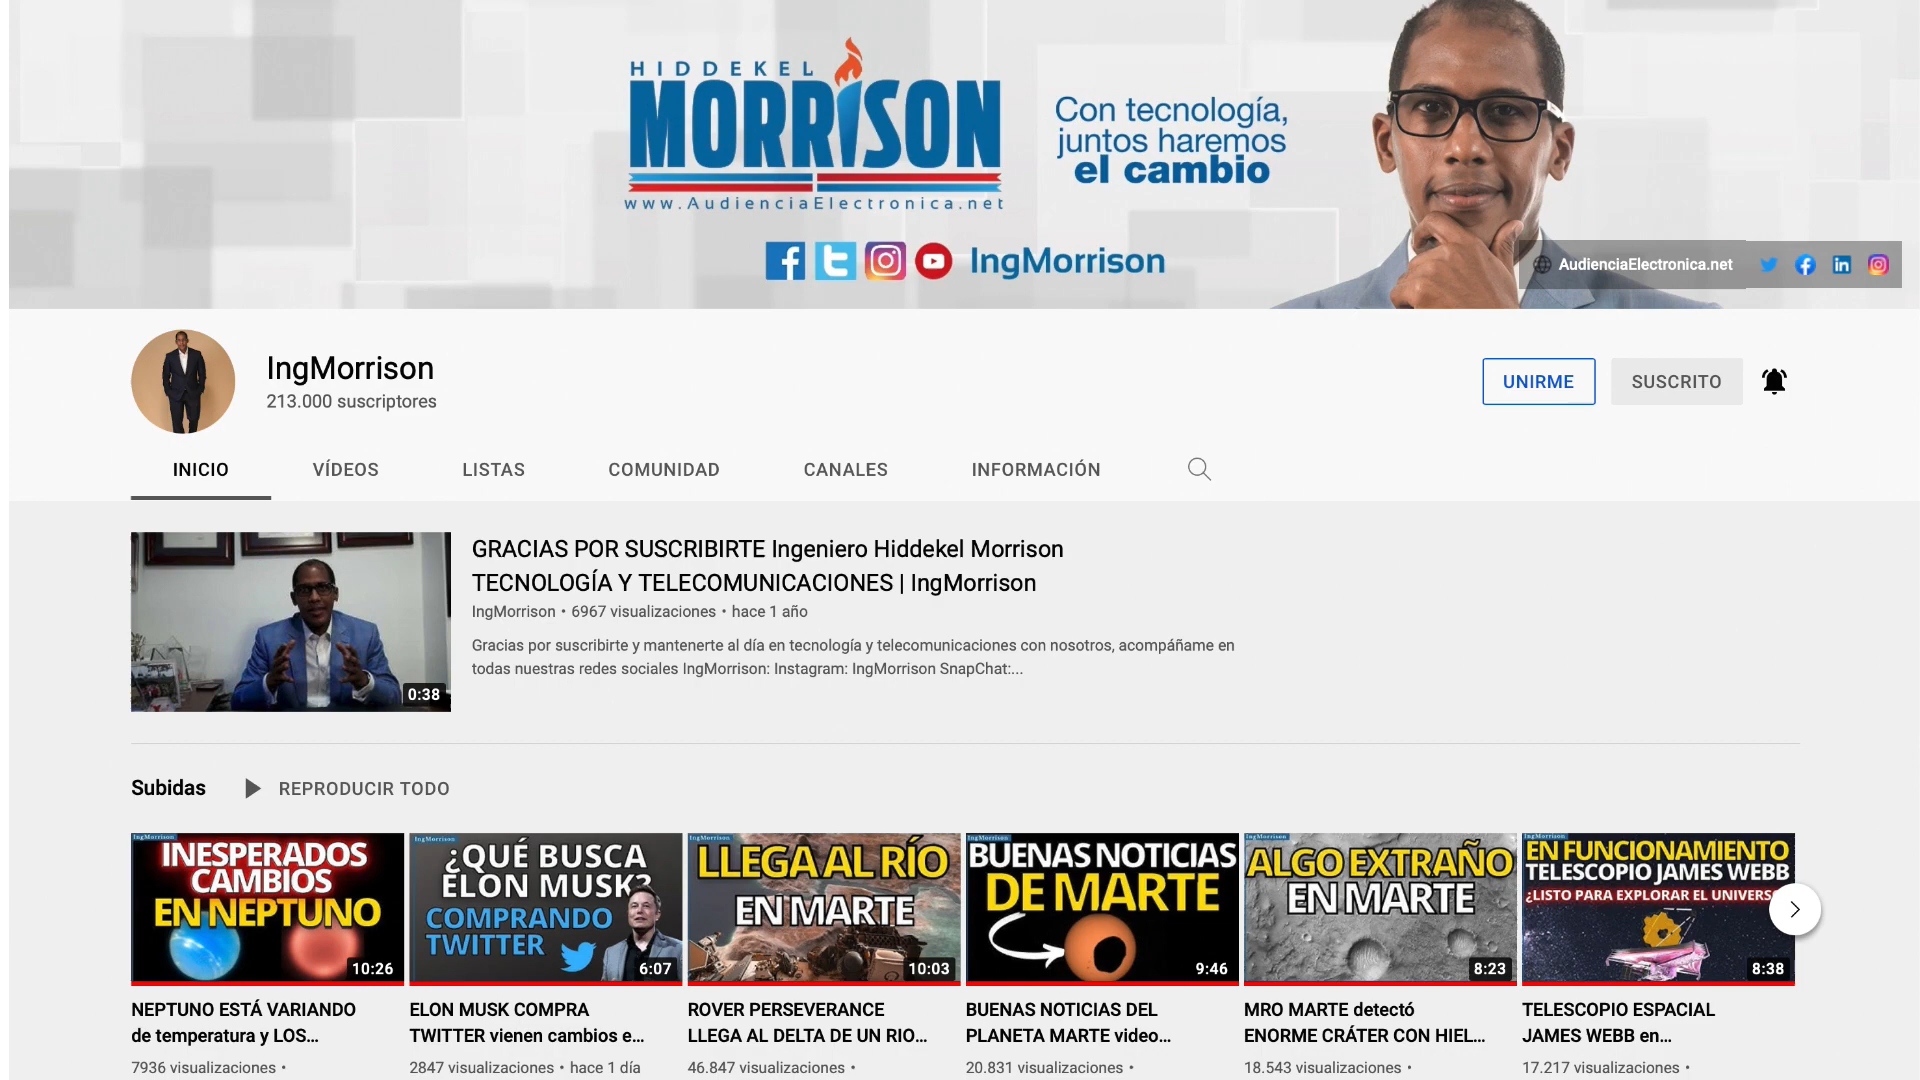 HIDDEKEL
MORRISON
www.AudienciaElectronica.net
Con tecnología,
juntos haremos
el cambio
IngMorrison
AudienciaElectronica.net
IngMorrison
213.000 suscriptores
UNIRME
SUSCRITO
INICIO
VÍDEOS
LISTAS
COMUNIDAD
CANALES
INFORMACIÓN
GRACIAS POR SUSCRIBIRTE Ingeniero Hiddekel Morrison
TECNOLOGÍA Y TELECOMUNICACIONES | IngMorrison
IngMorrison • 6967 visualizaciones • hace 1 año
Gracias por suscribirte y mantenerte al día en tecnología y telecomunicaciones con nosotros, acompáñame en
todas nuestras redes sociales IngMorrison: Instagram: IngMorrison SnapChat:...
0:38
Subidas
REPRODUCIR TODO
IngMorrison
INESPERADOS
CAMBIOS
EN NEPTUNO
10:26
NEPTUNO ESTÁ VARIANDO
de temperatura y LOS...
7936 visualizaciones •
IngMorrison
¿QUÉ BUSCA
ELON MUSK?
COMPRANDO
TWITTER
6:07
ELON MUSK COMPRA
TWITTER vienen cambios e...
2847 visualizaciones • hace 1 día
IngMorrison
LLEGA AL RÍO
EN MARTE
10:03
ROVER PERSEVERANCE
LLEGA AL DELTA DE UN RIO...
46.847 visualizaciones •
IngMorrison
BUENAS NOTICIAS
DE MARTE
9:46
BUENAS NOTICIAS DEL
PLANETA MARTE video...
20.831 visualizaciones •
IngMorrison
ALGO EXTRAÑO
EN MARTE
8:23
MRO MARTE detectó
ENORME CRÁTER CON HIEL...
18.543 visualizaciones •
IngMorrison
EN FUNCIONAMIENTO
TELESCOPIO JAMES WEBB
¿LISTO PARA EXPLORAR EL UNIVERSO
8:38
TELESCOPIO ESPACIAL
JAMES WEBB en...
17.217 visualizaciones •